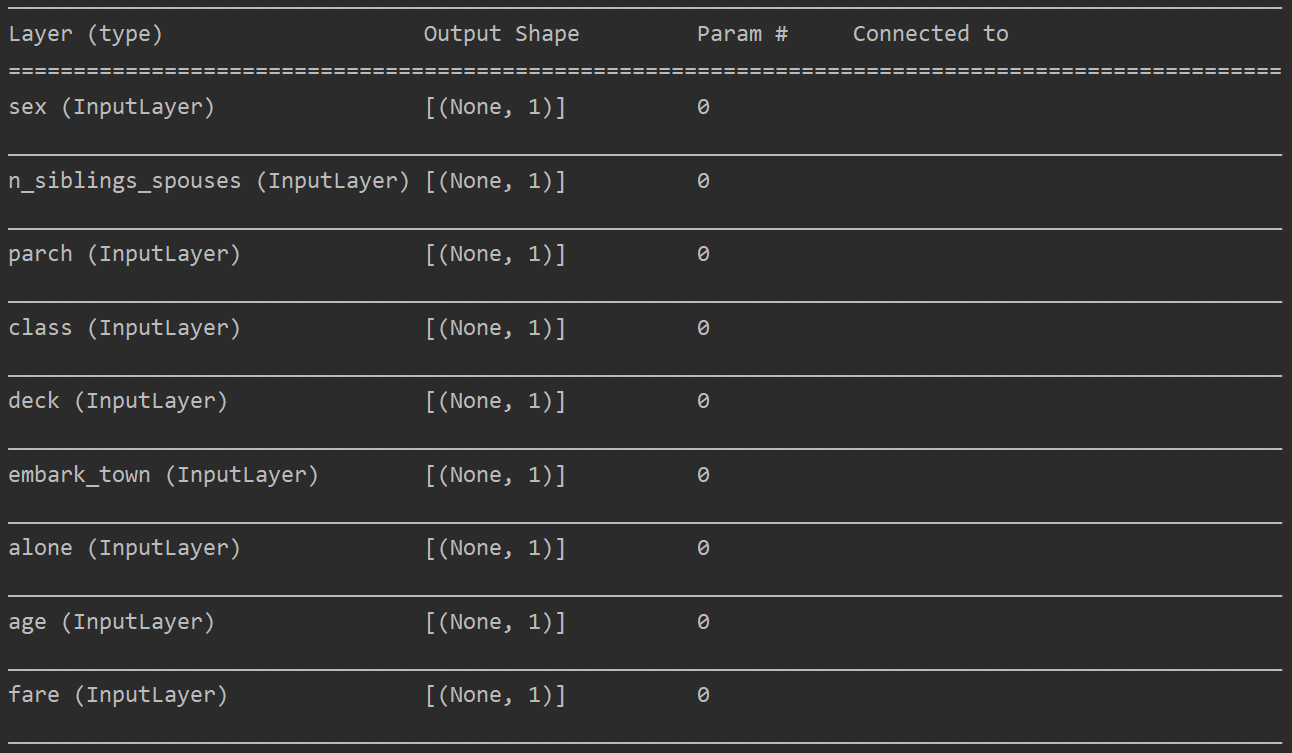 Layer (type) Output Shape Param # Connected to
==================================================================================================
sex (InputLayer) [(None, 1)] 0
n_siblings_spouses (InputLayer) [(None, 1)] 0
parch (InputLayer) [(None, 1)] 0
class (InputLayer) [(None, 1)] 0
deck (InputLayer) [(None, 1)] 0
embark_town (InputLayer) [(None, 1)] 0
alone (InputLayer) [(None, 1)] 0
age (InputLayer) [(None, 1)] 0
fare (InputLayer) [(None, 1)] 0